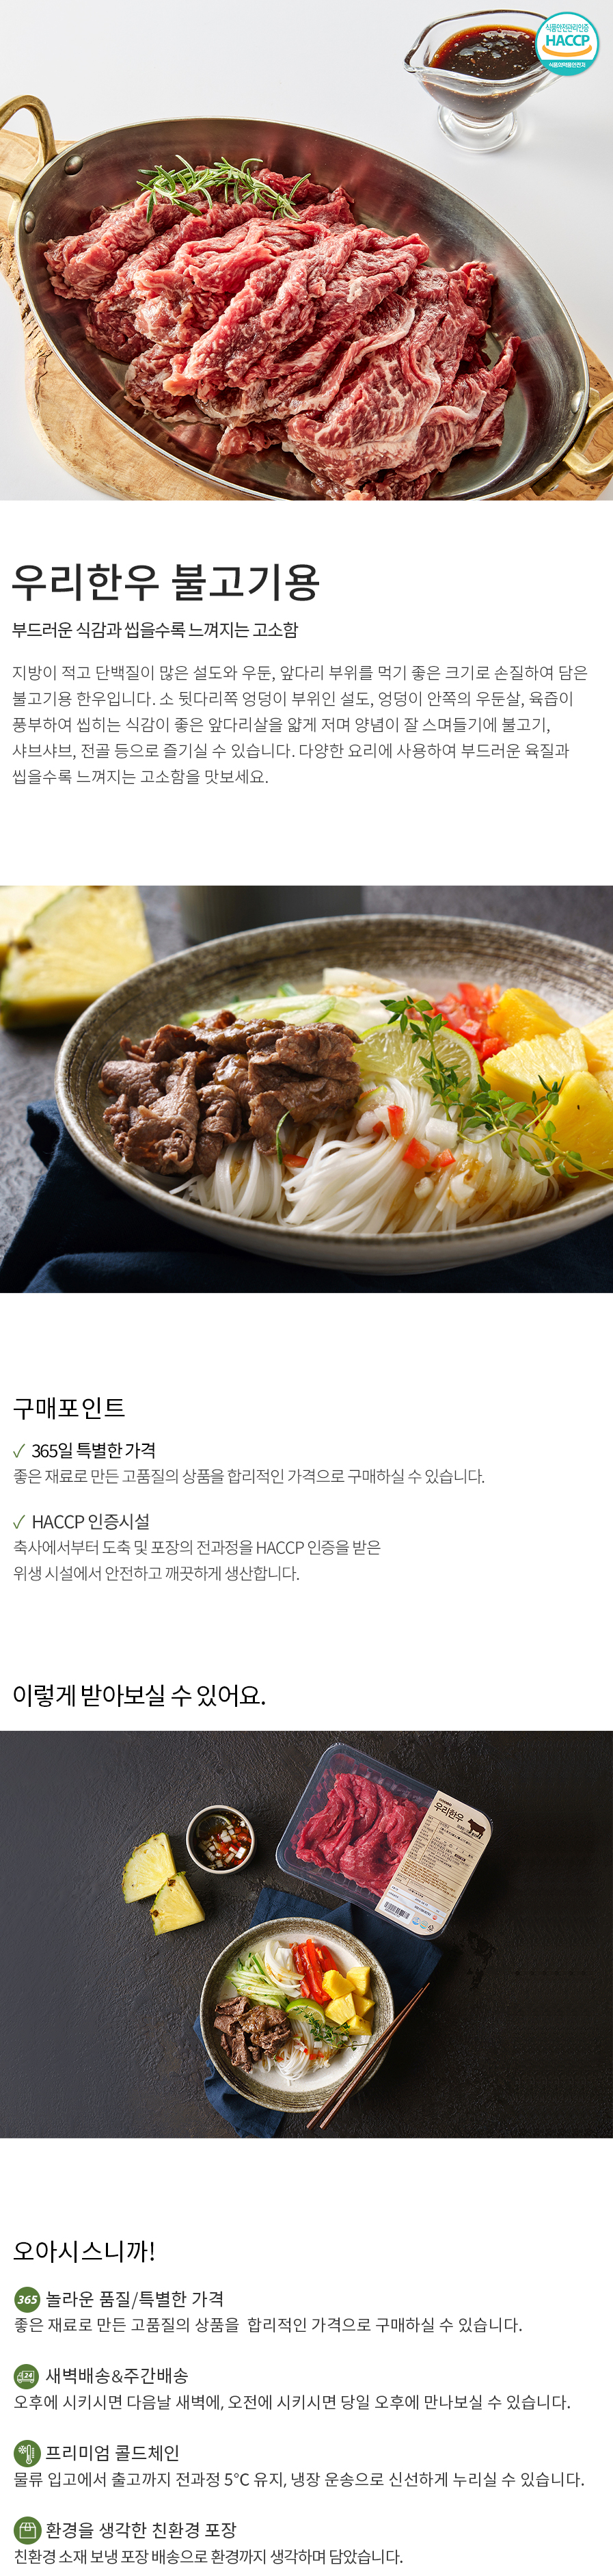 식품안전관리인증
HACCP
식품의약품안전처
우리한우 불고기용
부드러운 식감과 씹을수록 느껴지는 고소함
지방이 적고 단백질이 많은 설도와 우둔, 앞다리 부위를 먹기 좋은 크기로 손질하여 담은
불고기용 한우입니다. 소 뒷다리쪽 엉덩이 부위인 설도, 엉덩이 안쪽의 우둔살, 육즙이
풍부하여 씹히는 식감이 좋은 앞다리살을 얇게 저며 양념이 잘 스며들기에 불고기,
샤브샤브, 전골 등으로 즐기실 수 있습니다. 다양한 요리에 사용하여 부드러운 육질과
씹을수록 느껴지는 고소함을 맛보세요.
구매포인트
✓ 365일 특별한 가격
좋은 재료로 만든 고품질의 상품을 합리적인 가격으로 구매하실 수 있습니다.
✓ HACCP 인증시설
축사에서부터 도축 및 포장의 전과정을 HACCP 인증을 받은
위생 시설에서 안전하고 깨끗하게 생산합니다.
이렇게 받아보실 수 있어요.
우리한우
오아시스니까!
365 놀라운 품질/특별한 가격
좋은 재료로 만든 고품질의 상품을 합리적인 가격으로 구매하실 수 있습니다.
24 새벽배송&주간배송
오후에 시키시면 다음날 새벽에, 오전에 시키시면 당일 오후에 만나보실 수 있습니다.
프리미엄 콜드체인
물류 입고에서 출고까지 전과정 5℃ 유지, 냉장 운송으로 신선하게 누리실 수 있습니다.
환경을 생각한 친환경 포장
친환경 소재 보냉 포장 배송으로 환경까지 생각하며 담았습니다.